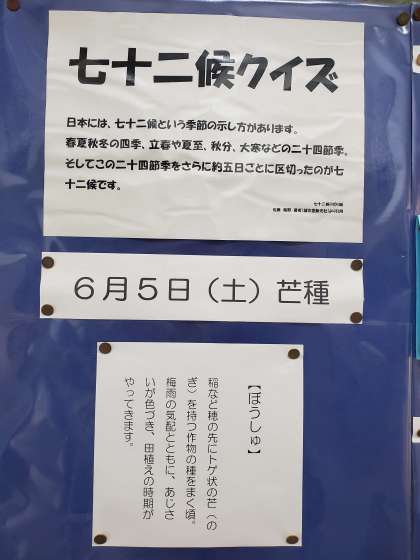 七十二候クイズ
日本には、七十二候という季節の示し方があります。
春夏秋冬の四季、立春や夏至、秋分、大寒などの二十四節季、
そしてこの二十四節季をさらに約五日ごとに区切ったのが七
十二候です。
6月5日（土）芒種
【ぼうしゅ】
稲など穂の先にトゲ状の芒（の
ぎ）を持つ作物の種をまく頃。
梅雨の気配とともに、あじさ
いが色づき、田植えの時期が
やってきます。